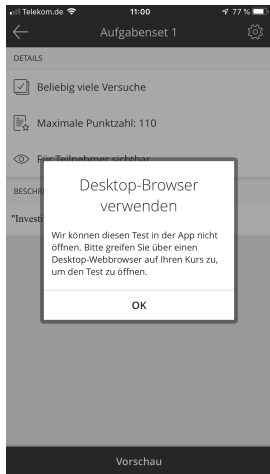 Telekom.de 11:00 77 %
Aufgabenset 1
DETAILS
Beliebig viele Versuche
Maximale Punktzahl: 110
Für Teilnehmer sichtbar
BESCHR
"Investi
Desktop-Browser
verwenden
Wir können diesen Test in der App nicht
öffnen. Bitte greifen Sie über einen
Desktop-Webbrowser auf Ihren Kurs zu,
um den Test zu öffnen.
OK
Vorschau